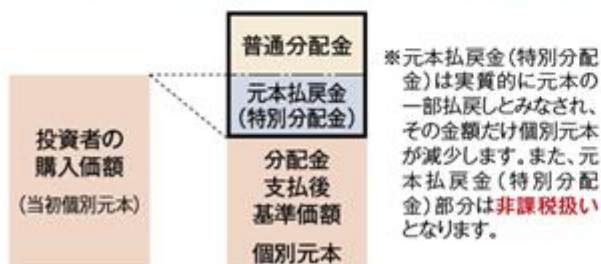 投資者の
購入価額
(当初個別元本)
普通分配金
元本払戻金
(特別分配金)
分配金
支払後
基準価額
個別元本
※元本払戻金(特別分配
金)は実質的に元本の
一部払戻しとみなされ、
その金額だけ個別元本
が減少します。また、元
本払戻金(特別分配
金)部分は非課税扱い
となります。